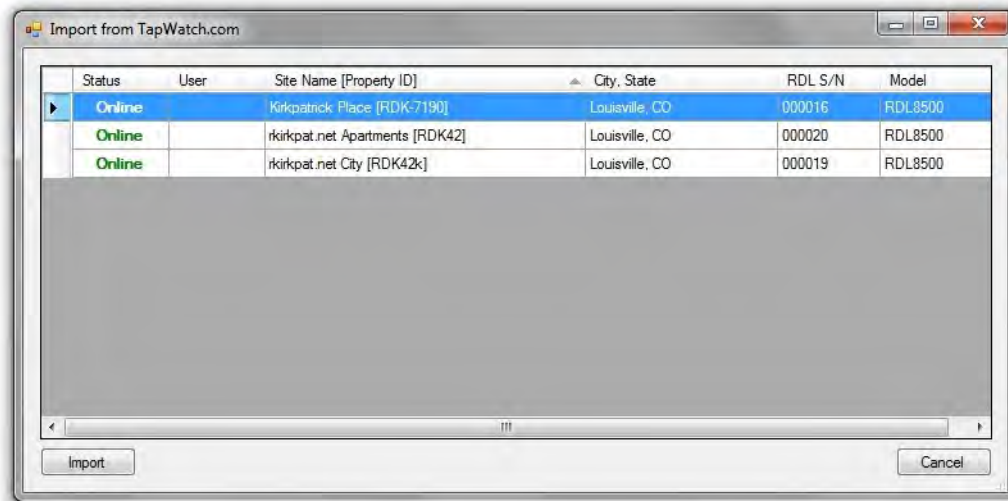 Import from TapWatch.com
Status User Site Name [Property ID] City, State RDL S/N Model
Online Kirkpatrick Place [RDK-7190] Louisville, CO 000016 RDL8500
Online rkirkpat.net Apartments [RDK42] Louisville, CO 000020 RDL8500
Online rkirkpat.net City [RDK42k] Louisville, CO 000019 RDL8500
Import Cancel